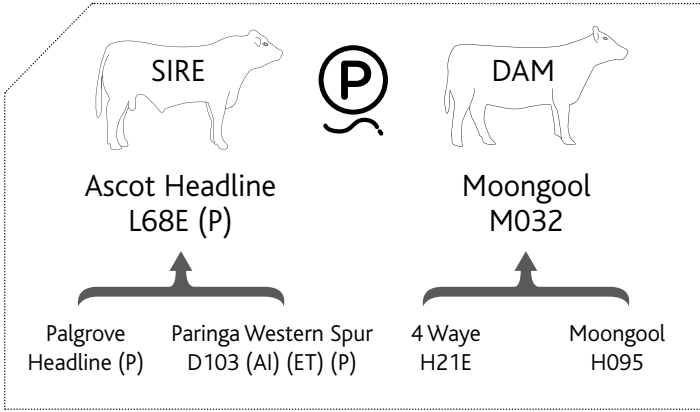 SIRE
P
DAM
Ascot Headline
L68E (P)
Moongool
M032
Palgrove
Headline (P)
Paringa Western Spur
D103 (AI) (ET) (P)
4 Waye
H21E
Moongool
H095